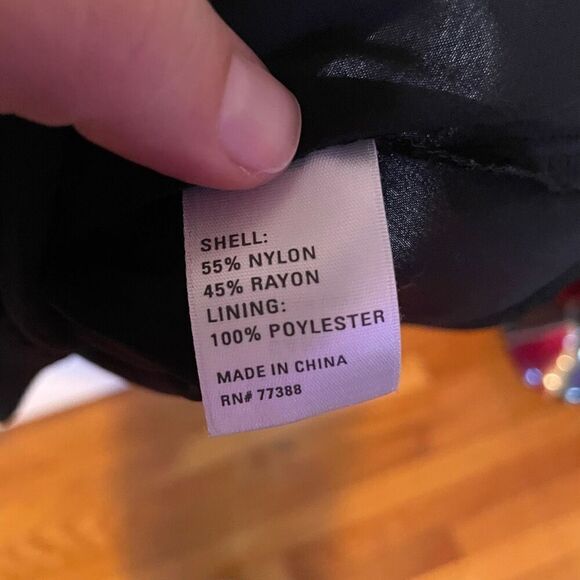 SHELL:
55% NYLON
45% RAYON
LINING:
100% POYLESTER
MADE IN CHINA
RN# 77388